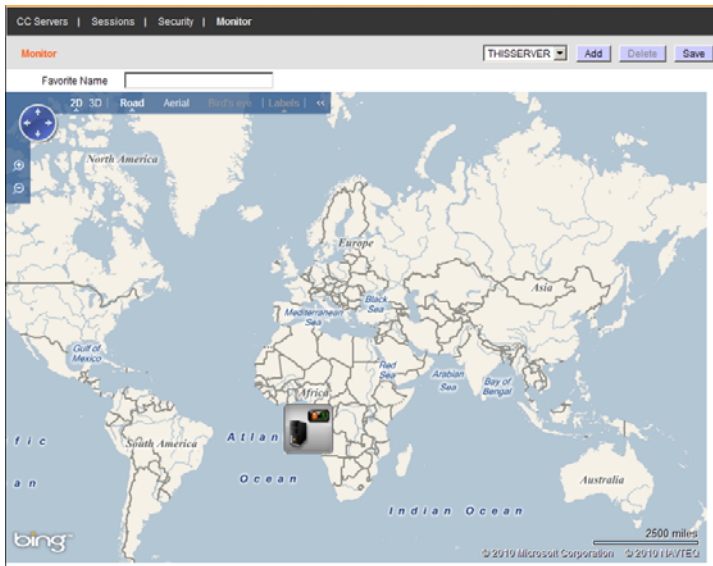 CC Servers | Sessions | Security | Monitor
Monitor
THISSERVER Add Delete Save
Favorite Name
2D 3D | Road Aerial Bird's eye | Labels | <<
North America
Europe
Asia
Black Sea
Mediterranean Sea
Gulf of Mexico
Red Sea
Arabian Sea
Bay of Bengal
Africa
South America
Atlan
fic
Ocean
an
Australia
Indian Ocean
bing
2500 miles
© 2010 Microsoft Corporation © 2010 NAVTEQ